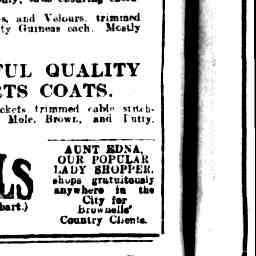 s, and Velours. trimmed
ty Guineas each. Mostly
FUL QUALITY
TS COATS.
ckets trimmed cable stitch-
Mole, Brown, and Putty.
AUNT EDNA,
OUR POPULAR
LADY SHOPPER,
shops gratuitously
anywhere in the
City for
Brownells'
Country Clients.
LS
bart.)